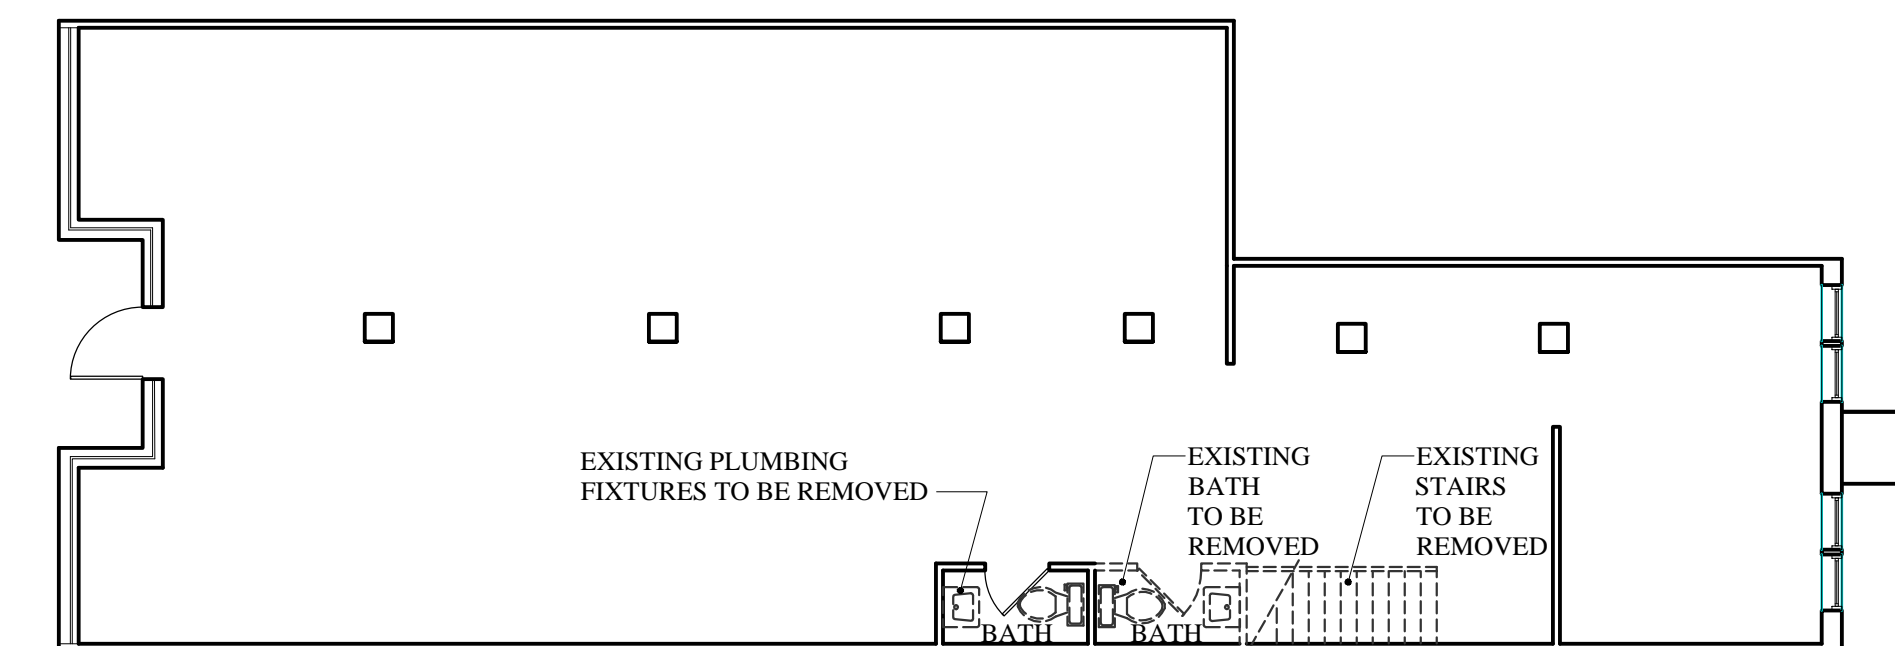 EXISTING PLUMBING
FIXTURES TO BE REMOVED
EXISTING
BATH
TO BE
REMOVED
EXISTING
STAIRS
TO BE
REMOVED
BATH
BATH